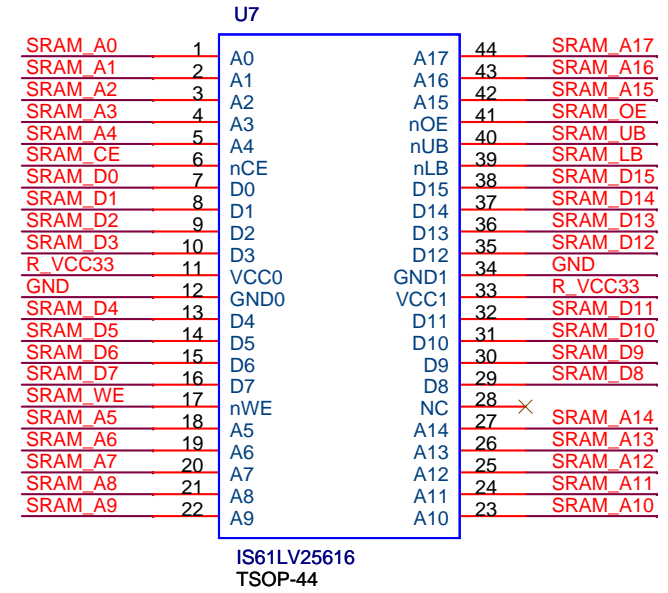 U7
SRAM_A0 1 A0 A17 44 SRAM_A17
SRAM_A1 2 A1 A16 43 SRAM_A16
SRAM_A2 3 A2 A15 42 SRAM_A15
SRAM_A3 4 A3 nOE 41 SRAM_OE
SRAM_A4 5 A4 nUB 40 SRAM_UB
SRAM_CE 6 nCE nLB 39 SRAM_LB
SRAM_D0 7 D0 D15 38 SRAM_D15
SRAM_D1 8 D1 D14 37 SRAM_D14
SRAM_D2 9 D2 D13 36 SRAM_D13
SRAM_D3 10 D3 D12 35 SRAM_D12
R_VCC33 11 VCC0 GND1 34 GND
GND 12 GND0 VCC1 33 R_VCC33
SRAM_D4 13 D4 D11 32 SRAM_D11
SRAM_D5 14 D5 D10 31 SRAM_D10
SRAM_D6 15 D6 D9 30 SRAM_D9
SRAM_D7 16 D7 D8 29 SRAM_D8
SRAM_WE 17 nWE NC 28
SRAM_A5 18 A5 A14 27 SRAM_A14
SRAM_A6 19 A6 A13 26 SRAM_A13
SRAM_A7 20 A7 A12 25 SRAM_A12
SRAM_A8 21 A8 A11 24 SRAM_A11
SRAM_A9 22 A9 A10 23 SRAM_A10
IS61LV25616
TSOP-44